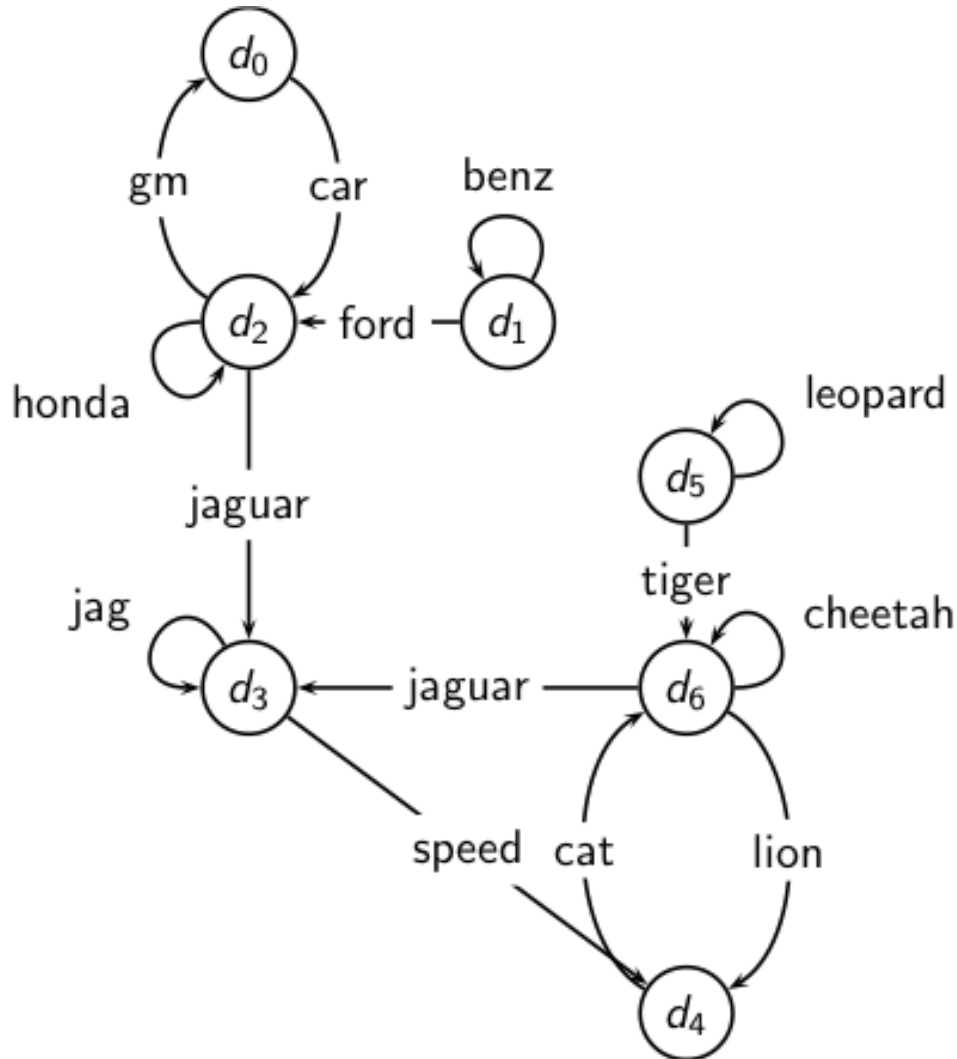 d₀
gm
car
benz
d₂
ford
d₁
honda
leopard
d₅
jaguar
tiger
jag
cheetah
d₃
jaguar
d₆
speed
cat
lion
d₄